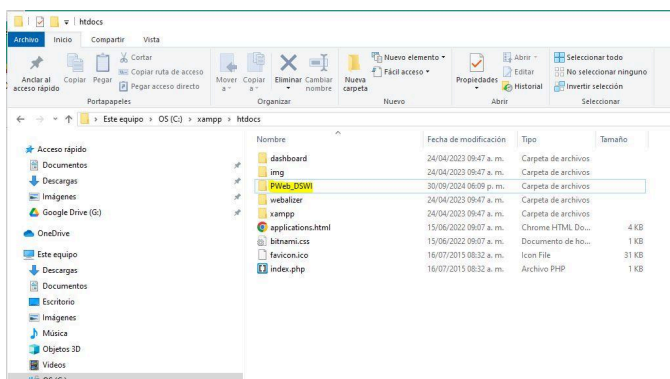 htdocs
Archivo Inicio Compartir Vista
Anclar al acceso rápido
Copiar
Pegar
Cortar
Copiar ruta de acceso
Pegar acceso directo
Portapapeles
Mover a
Copiar a
Eliminar
Cambiar nombre
Organizar
Nueva carpeta
Nuevo elemento
Fácil acceso
Nuevo
Propiedades
Abrir
Editar
Historial
Abrir
Seleccionar todo
No seleccionar ninguno
Invertir selección
Seleccionar
Este equipo > OS (C:) > xampp > htdocs
Acceso rápido
Documentos
Descargas
Imágenes
Google Drive (G:)
OneDrive
Este equipo
Descargas
Documentos
Escritorio
Imágenes
Música
Objetos 3D
Videos
Nombre Fecha de modificación Tipo Tamaño
dashboard 24/04/2023 09:47 a. m. Carpeta de archivos
img 24/04/2023 09:47 a. m. Carpeta de archivos
PWeb_DSWI 30/09/2024 06:09 p. m. Carpeta de archivos
webalizer 24/04/2023 09:47 a. m. Carpeta de archivos
xampp 24/04/2023 09:47 a. m. Carpeta de archivos
applications.html 15/06/2022 09:07 a. m. Chrome HTML Do... 4 KB
bitnami.css 15/06/2022 09:07 a. m. Documento de ho... 1 KB
favicon.ico 16/07/2015 08:32 a. m. Icon File 31 KB
index.php 16/07/2015 08:32 a. m. Archivo PHP 1 KB